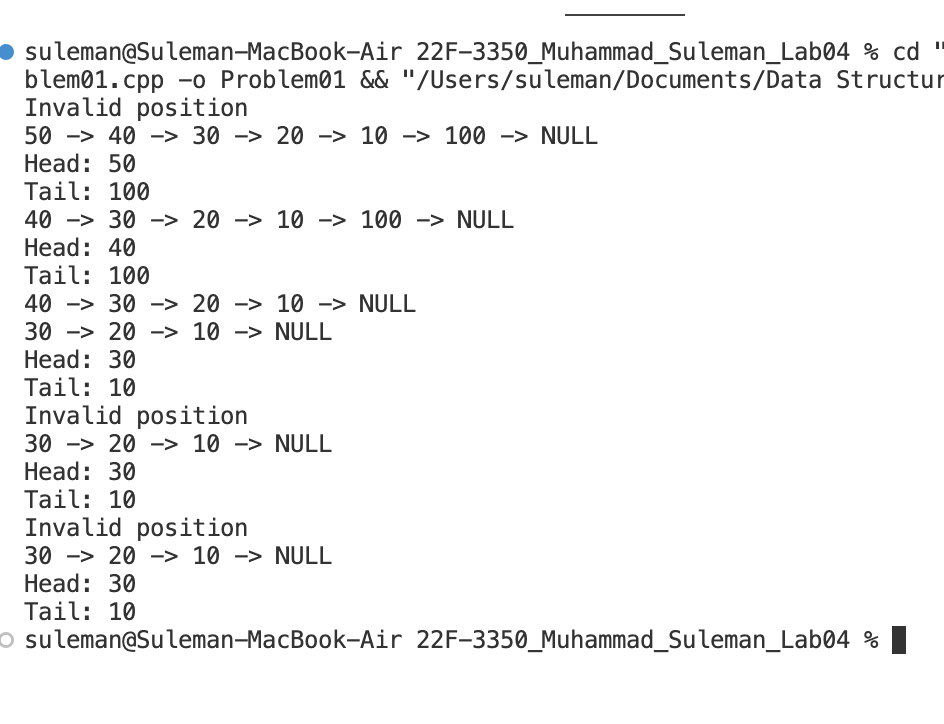 suleman@Suleman-MacBook-Air 22F-3350_Muhammad_Suleman_Lab04 % cd "
blem01.cpp -o Problem01 && "/Users/suleman/Documents/Data Structur
Invalid position
50 -> 40 -> 30 -> 20 -> 10 -> 100 -> NULL
Head: 50
Tail: 100
40 -> 30 -> 20 -> 10 -> 100 -> NULL
Head: 40
Tail: 100
40 -> 30 -> 20 -> 10 -> NULL
30 -> 20 -> 10 -> NULL
Head: 30
Tail: 10
Invalid position
30 -> 20 -> 10 -> NULL
Head: 30
Tail: 10
Invalid position
30 -> 20 -> 10 -> NULL
Head: 30
Tail: 10
suleman@Suleman-MacBook-Air 22F-3350_Muhammad_Suleman_Lab04 %